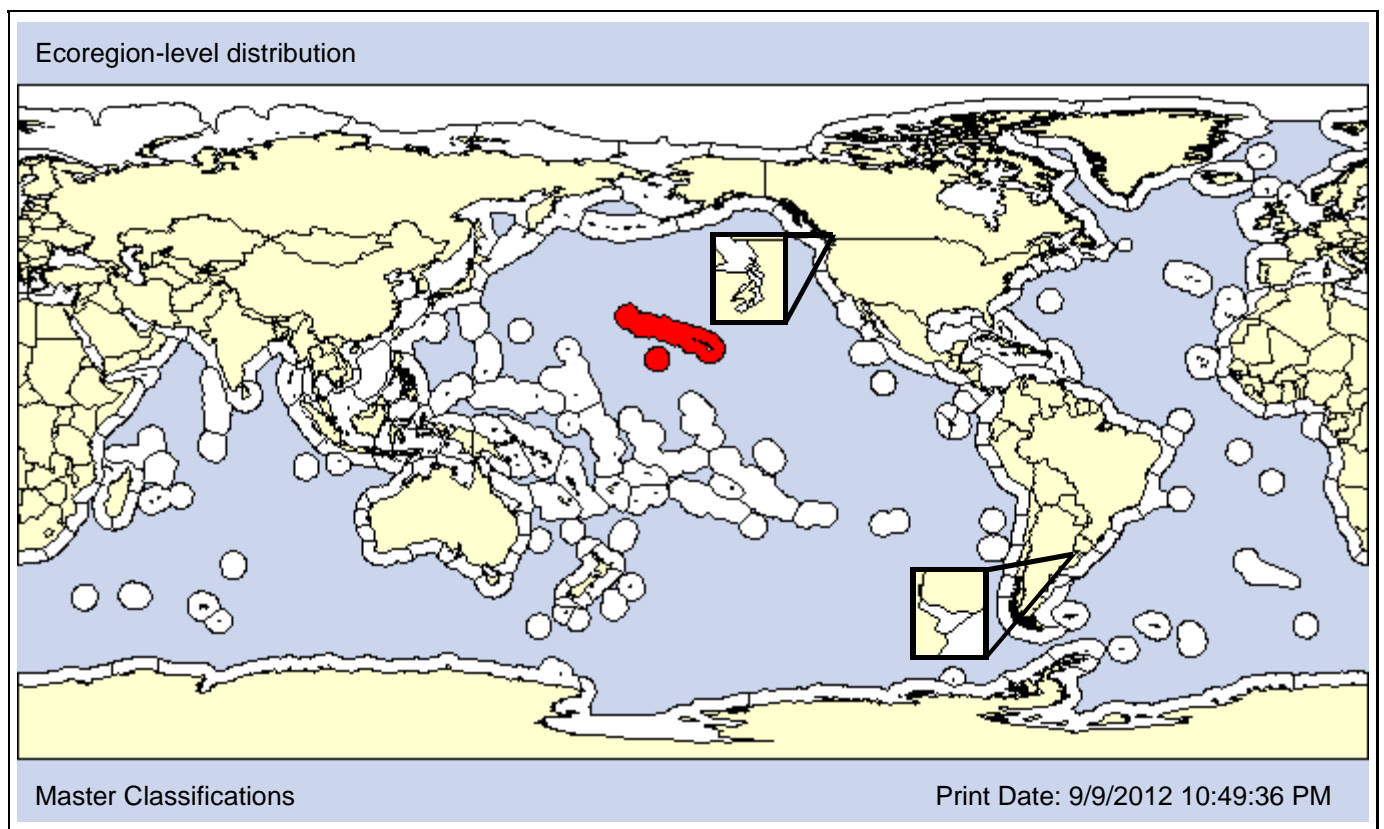 Ecoregion-level distribution
Master Classifications
Print Date: 9/9/2012 10:49:36 PM